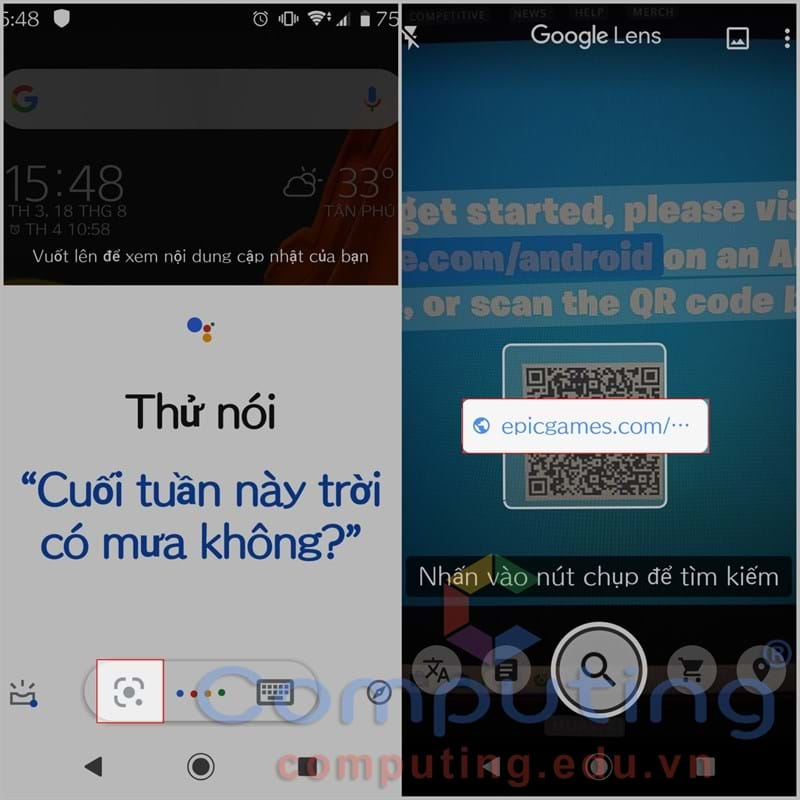 5:48
75
15:48
33°
TH 3, 18 THG 8
TÂN PHÚ
TH 4 10:58
Vuốt lên để xem nội dung cập nhật của bạn
Thử nói
“Cuối tuần này trời
có mưa không?”
COMPETITIVE NEWS HELP MERCH
Google Lens
get started, please vis
e.com/android on an A
, or scan the QR code b
epicgames.com/…
Nhấn vào nút chụp để tìm kiếm
Computing ®
computing.edu.vn